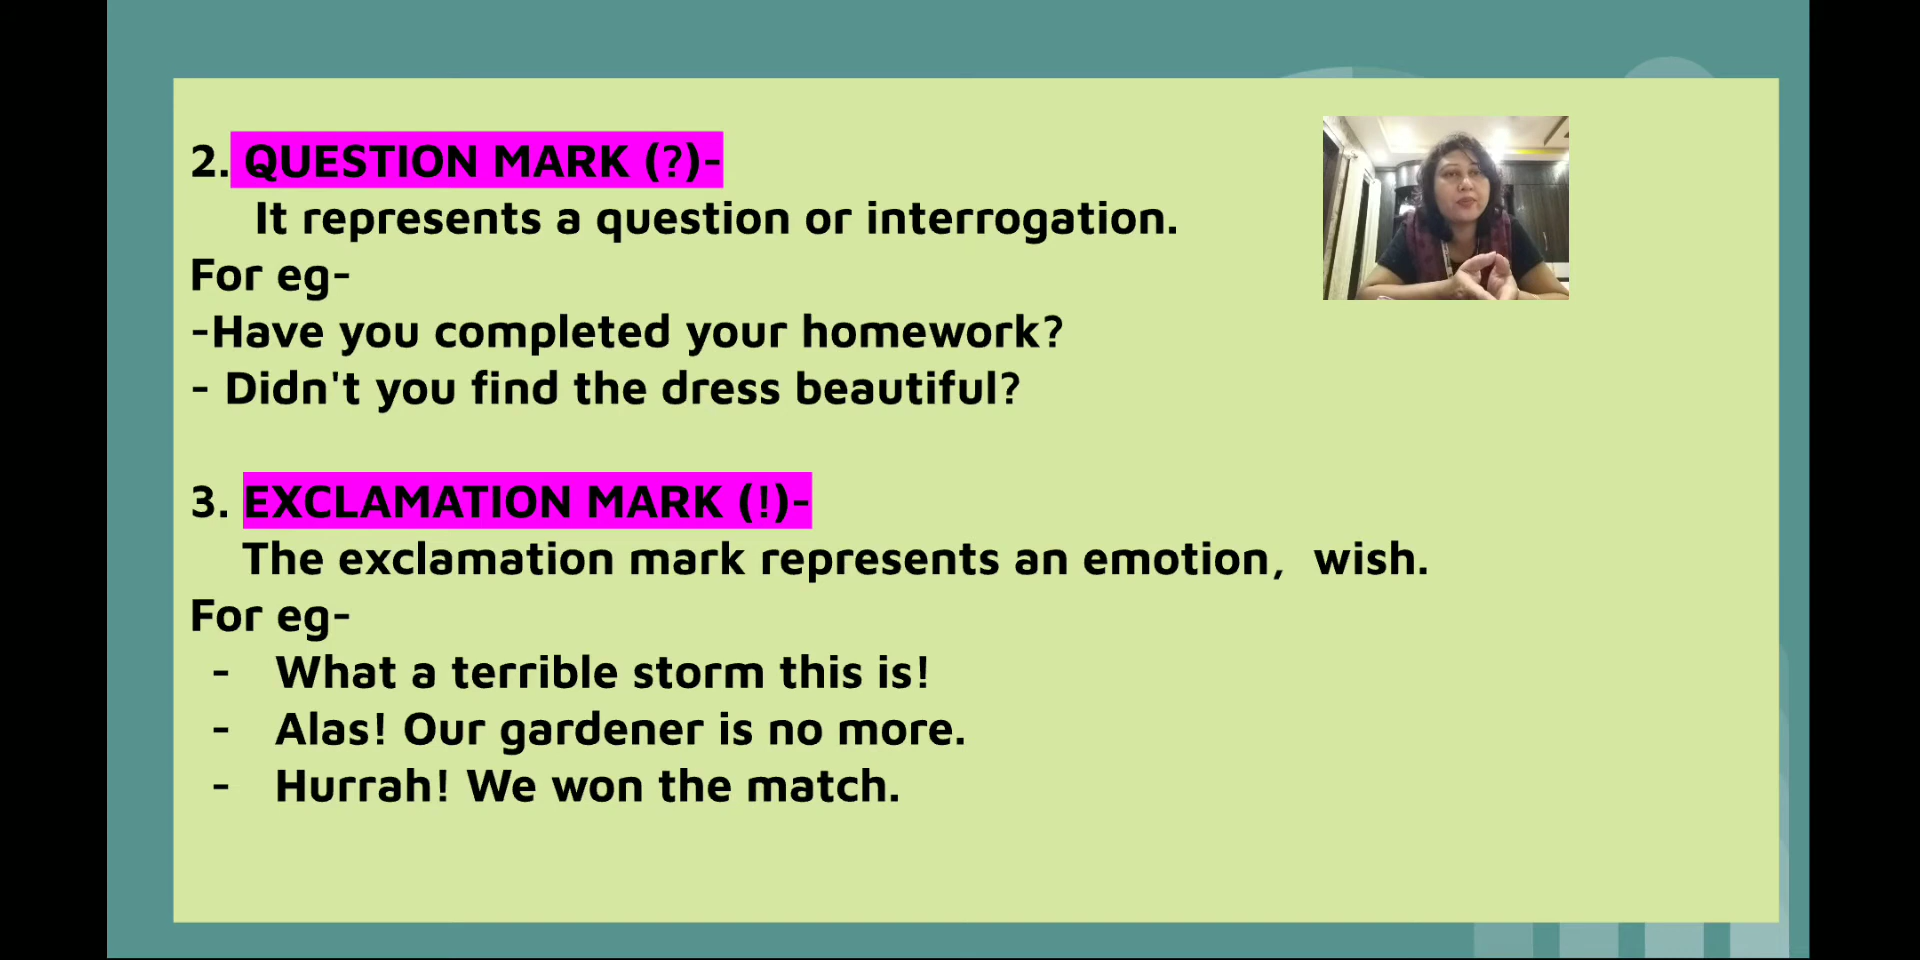 2. QUESTION MARK (?)-
It represents a question or interrogation.
For eg-
-Have you completed your homework?
- Didn't you find the dress beautiful?
3. EXCLAMATION MARK (!)-
The exclamation mark represents an emotion,  wish.
For eg-
- What a terrible storm this is!
- Alas! Our gardener is no more.
- Hurrah! We won the match.